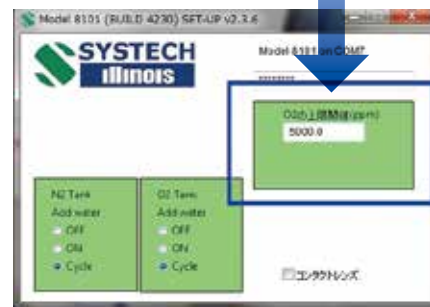 Model 8101 (BUILD 4230) SET-UP v2.3.6
SYSTECH
Illinois
Model 8101 on COM7
O2の上限閾値(ppm)
5000.0
N2 Tank
Add water
OFF
ON
Cycle
O2 Tank
Add water
OFF
ON
Cycle
コンタクトレンズ